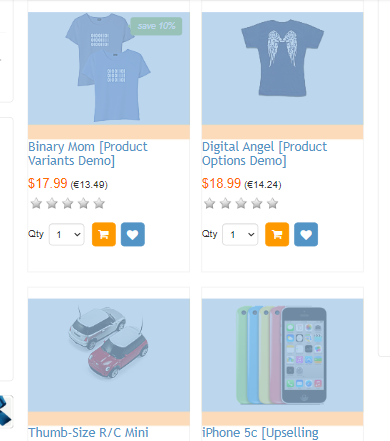 save 10%
Binary Mom [Product
Variants Demo]
$17.99 (€13.49)
Qty 1
Digital Angel [Product
Options Demo]
$18.99 (€14.24)
Qty 1
Thumb-Size R/C Mini
iPhone 5c [Upselling